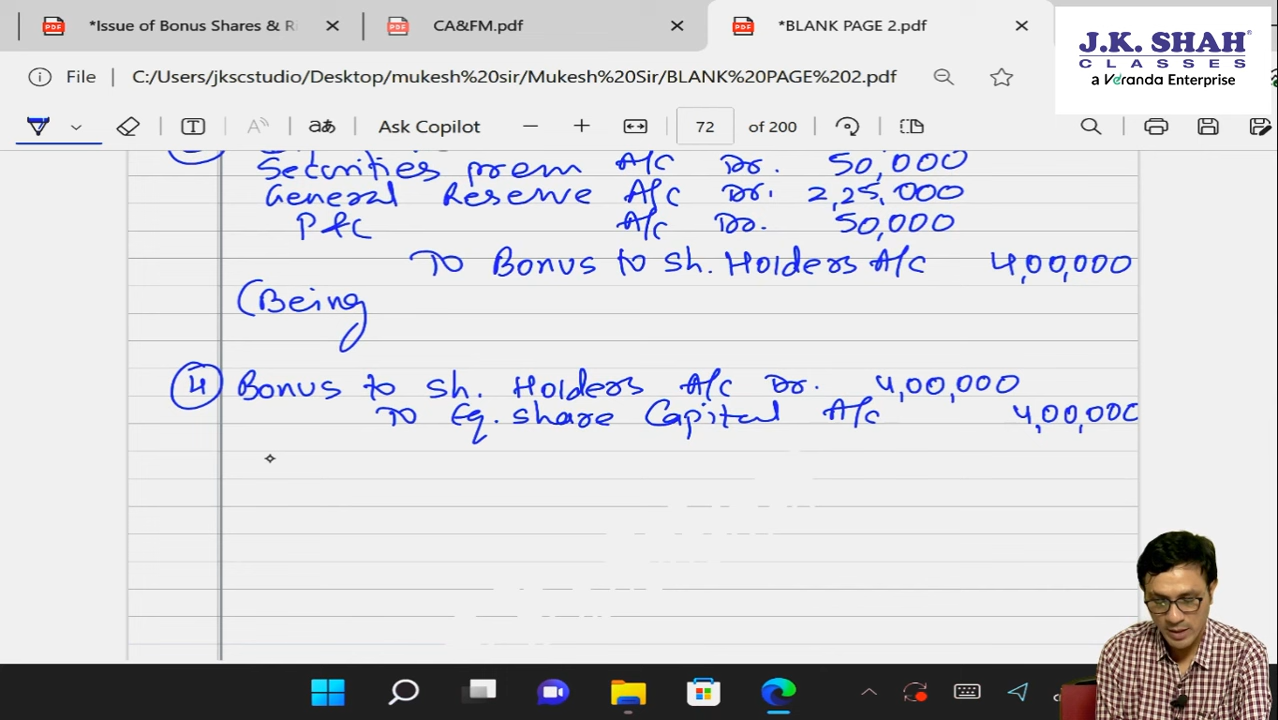 *Issue of Bonus Shares & Ri
CA&FM.pdf
*BLANK PAGE 2.pdf
J.K. SHAH®
CLASSES
a Veranda Enterprise
File
C:/Users/jkscstudio/Desktop/mukesh%20sir/Mukesh%20Sir/BLANK%20PAGE%202.pdf
Ask Copilot
72 of 200
Securities prem A/c Dr. 50,000
General Reserve A/c Dr. 2,25,000
P&L A/c Dr. 50,000
To Bonus to Sh. Holders A/c 4,00,000
(Being
4 Bonus to Sh. Holders A/c Dr. 4,00,000
To Eq. Share Capital A/c 4,00,000